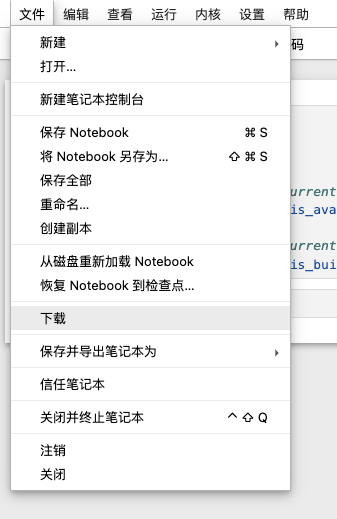 文件 编辑 查看 运行 内核 设置 帮助
新建
码
打开...
新建笔记本控制台
保存 Notebook ⌘ S
将 Notebook 另存为... ⇧ ⌘ S
保存全部
重命名...
urrent
创建副本
is_ava
urrent
从磁盘重新加载 Notebook
is_bui
恢复 Notebook 到检查点...
下载
保存并导出笔记本为
信任笔记本
关闭并终止笔记本 ^ ⇧ Q
注销
关闭